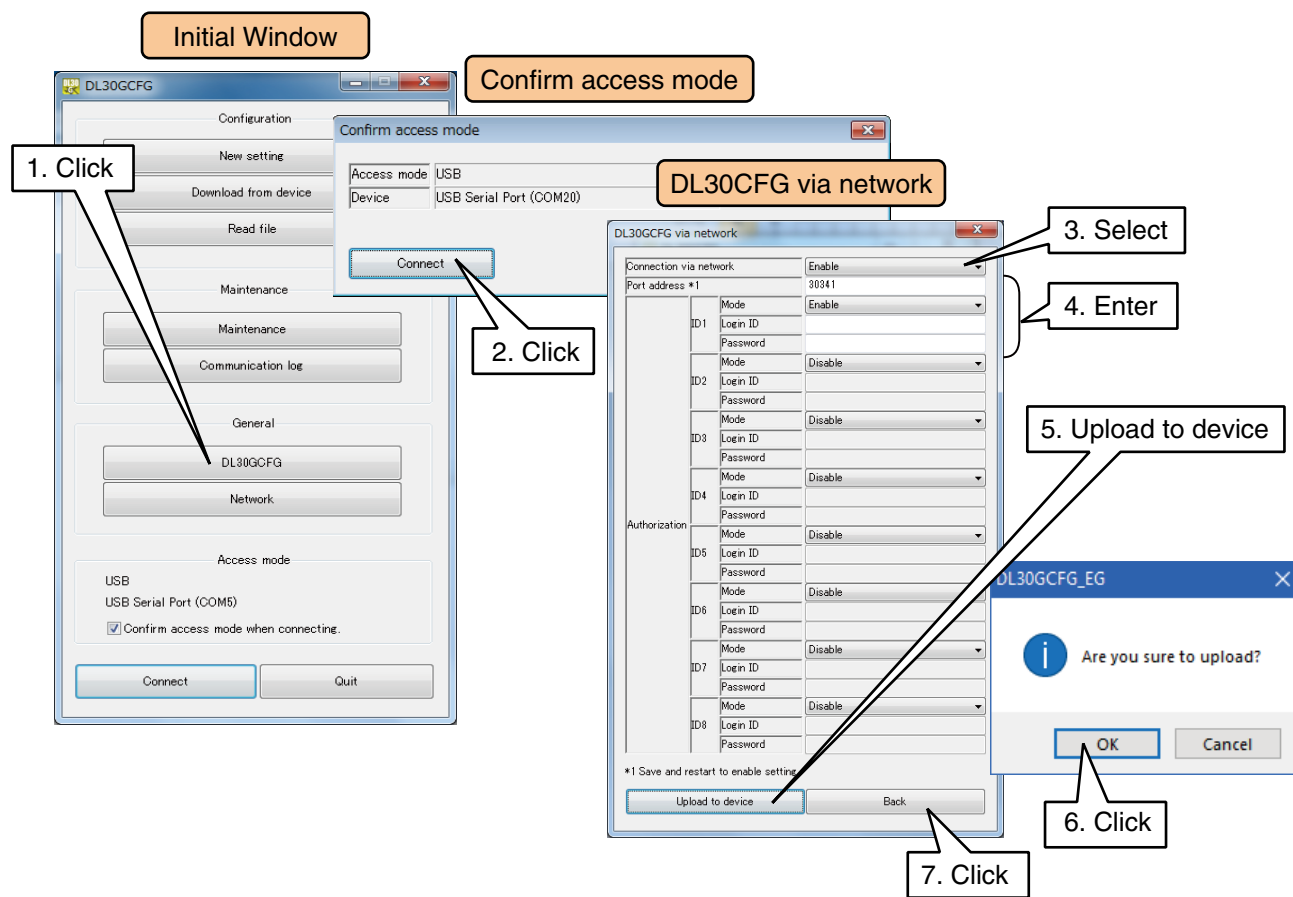 Initial Window
DL30GCFG
Configuration
New setting
Download from device
Read file
Maintenance
Maintenance
Communication log
General
DL30GCFG
Network
Access mode
USB
USB Serial Port (COM5)
Confirm access mode when connecting.
Connect
Quit
1. Click
Confirm access mode
Confirm access mode
Access mode USB
Device USB Serial Port (COM20)
Connect
2. Click
DL30CFG via network
DL30GCFG via network
Connection via network Enable
Port address *1 30341
Authorization
ID1 Mode Enable
Login ID
Password
ID2 Mode Disable
Login ID
Password
ID3 Mode Disable
Login ID
Password
ID4 Mode Disable
Login ID
Password
ID5 Mode Disable
Login ID
Password
ID6 Mode Disable
Login ID
Password
ID7 Mode Disable
Login ID
Password
ID8 Mode Disable
Login ID
Password
*1 Save and restart to enable setting
Upload to device
Back
3. Select
4. Enter
5. Upload to device
DL30GCFG_EG
Are you sure to upload?
OK
Cancel
6. Click
7. Click